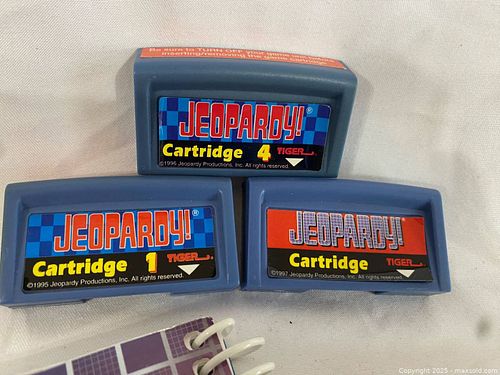 Be sure to TURN OFF your game unit before
inserting/removing the game cartridge.
JEOPARDY!®
Cartridge 4 TIGER
©1996 Jeopardy Productions, Inc. All rights reserved.
JEOPARDY!®
Cartridge 1 TIGER
©1995 Jeopardy Productions, Inc. All rights reserved.
JEOPARDY!
Cartridge TIGER
©1997 Jeopardy Productions, Inc. All rights reserved.
Copyright 2025 - maxsold.com